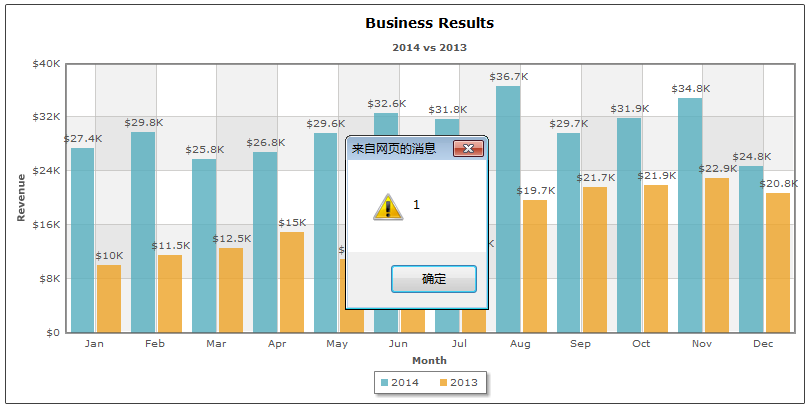 Business Results
2014 vs 2013
$40K
$32K
$24K
$16K
$8K
$0
Revenue
$27.4K
$10K
$29.8K
$11.5K
$25.8K
$12.5K
$26.8K
$15K
$29.6K
$32.6K
$31.8K
$36.7K
$19.7K
$29.7K
$21.7K
$31.9K
$21.9K
$34.8K
$22.9K
$24.8K
$20.8K
来自网页的消息
1
确定
Jan Feb Mar Apr May Jun Jul Aug Sep Oct Nov Dec
Month
2014 2013